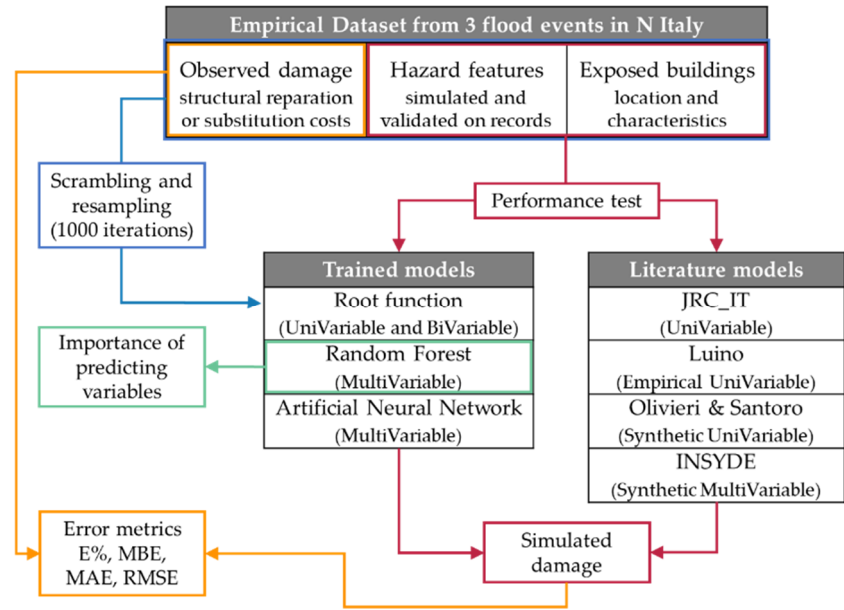 Empirical Dataset from 3 flood events in N Italy
Observed damage
structural reparation
or substitution costs
Hazard features
simulated and
validated on records
Exposed buildings
location and
characteristics
Scrambling and
resampling
(1000 iterations)
Performance test
Trained models
Root function
(UniVariable and BiVariable)
Random Forest
(MultiVariable)
Artificial Neural Network
(MultiVariable)
Literature models
JRC_IT
(UniVariable)
Luino
(Empirical UniVariable)
Olivieri & Santoro
(Synthetic UniVariable)
INSYDE
(Synthetic MultiVariable)
Importance of
predicting
variables
Error metrics
E%, MBE,
MAE, RMSE
Simulated
damage